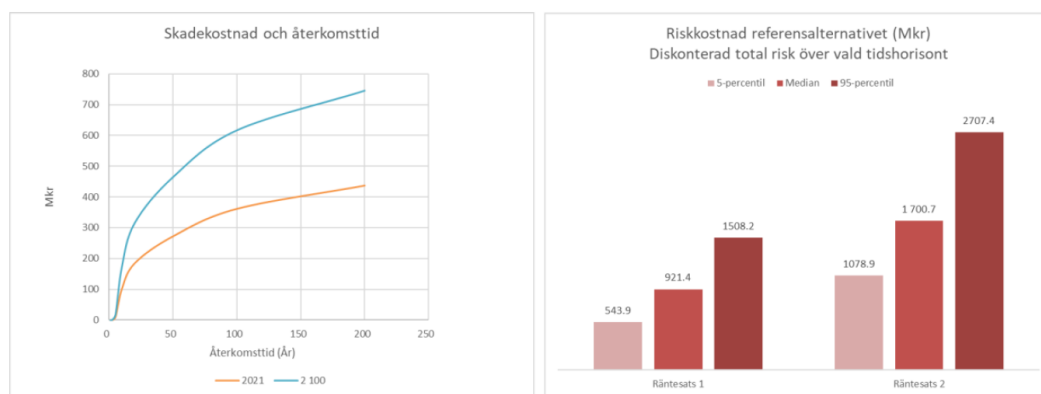 Skadekostnad och återkomsttid
800
700
600
500
400
300
200
100
0
Mkr
0 50 100 150 200 250
Återkomsttid (År)
2021 2 100
Riskkostnad referensalternativet (Mkr)
Diskonterad total risk över vald tidshorisont
5-percentil Median 95-percentil
543.9 921.4 1508.2 1078.9 1 700.7 2707.4
Räntesats 1 Räntesats 2